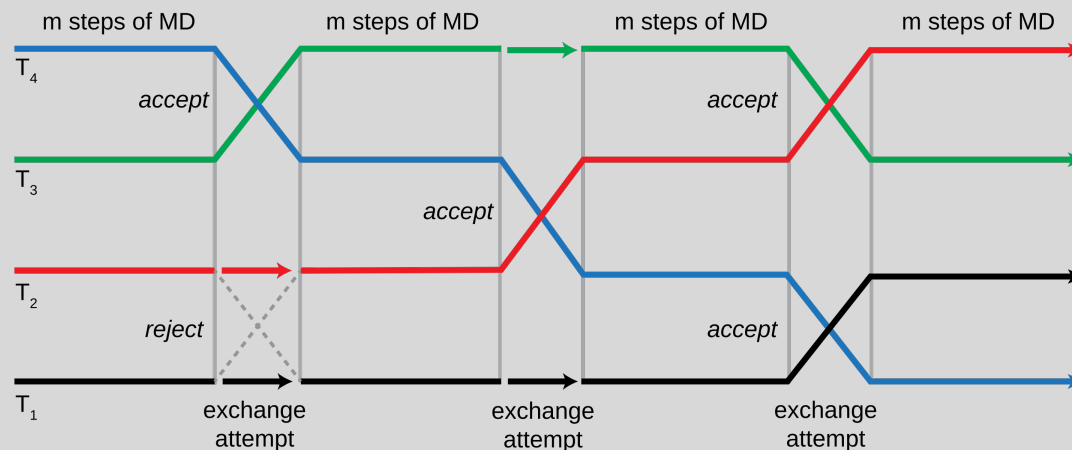 m steps of MD
m steps of MD
m steps of MD
m steps of MD
T4
accept
accept
T3
accept
T2
reject
accept
T1
exchange
attempt
exchange
attempt
exchange
attempt